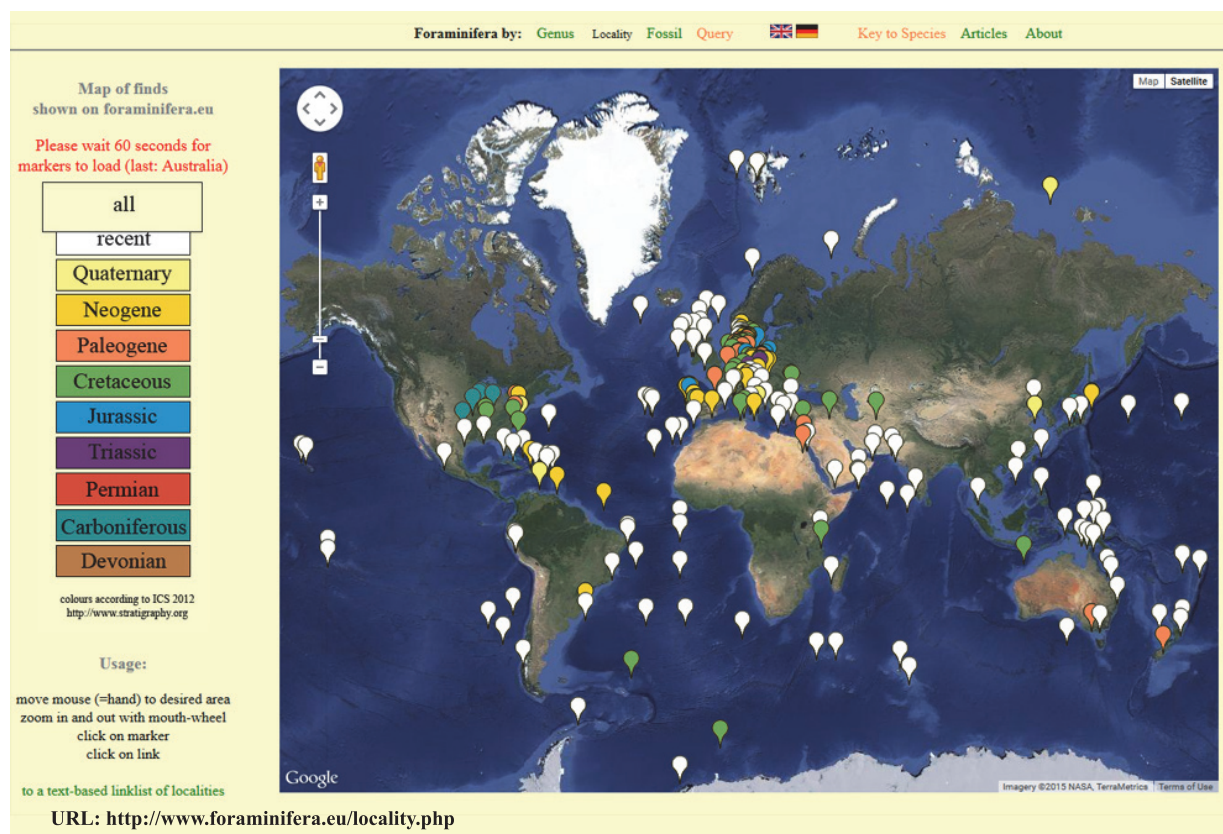 Foraminifera by: Genus Locality Fossil Query Key to Species Articles About
Map of finds
shown on foraminifera.eu
Please wait 60 seconds for
markers to load (last: Australia)
all
recent
Quaternary
Neogene
Paleogene
Cretaceous
Jurassic
Triassic
Permian
Carboniferous
Devonian
colours according to ICS 2012
http://www.stratigraphy.org
Usage:
move mouse (=hand) to desired area
zoom in and out with mouth-wheel
click on marker
click on link
to a text-based linklist of localities
Map Satellite
Google
Imagery ©2015 NASA, TerraMetrics Terms of Use
URL: http://www.foraminifera.eu/locality.php